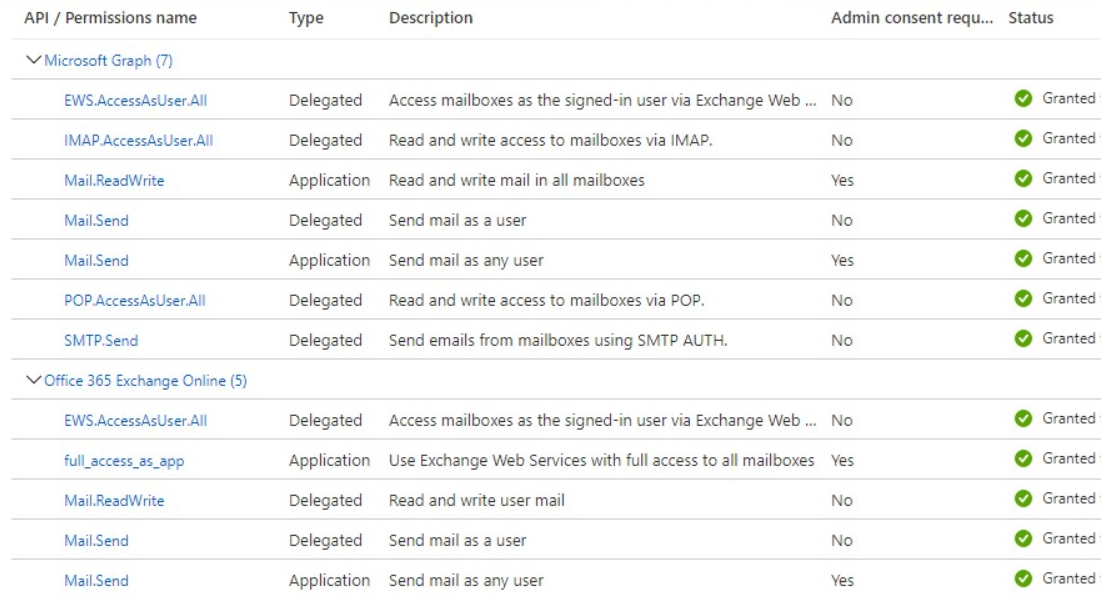 API / Permissions name Type Description Admin consent requ... Status
Microsoft Graph (7)
EWS.AccessAsUser.All Delegated Access mailboxes as the signed-in user via Exchange Web ... No Granted
IMAP.AccessAsUser.All Delegated Read and write access to mailboxes via IMAP. No Granted
Mail.ReadWrite Application Read and write mail in all mailboxes Yes Granted
Mail.Send Delegated Send mail as a user No Granted
Mail.Send Application Send mail as any user Yes Granted
POP.AccessAsUser.All Delegated Read and write access to mailboxes via POP. No Granted
SMTP.Send Delegated Send emails from mailboxes using SMTP AUTH. No Granted
Office 365 Exchange Online (5)
EWS.AccessAsUser.All Delegated Access mailboxes as the signed-in user via Exchange Web ... No Granted
full_access_as_app Application Use Exchange Web Services with full access to all mailboxes Yes Granted
Mail.ReadWrite Delegated Read and write user mail No Granted
Mail.Send Delegated Send mail as a user No Granted
Mail.Send Application Send mail as any user Yes Granted